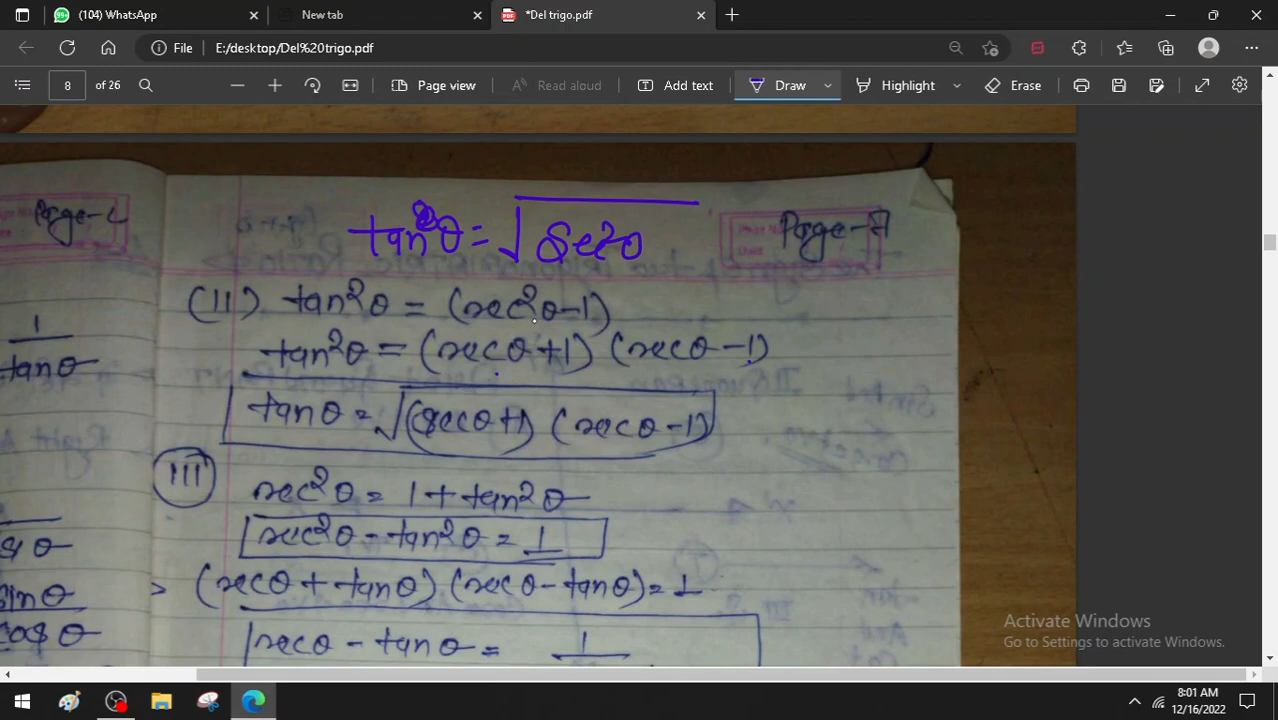 (104) WhatsApp
New tab
*Del trigo.pdf
File
E:/desktop/Del%20trigo.pdf
8 of 26
Page view
Read aloud
Add text
Draw
Highlight
Erase
Page-7
tan²θ = √sec²θ
(II) tan²θ = (sec²θ-1)
tan²θ = (secθ+1) (secθ-1)
tanθ = √(secθ+1) (secθ-1)
III
sec²θ = 1 + tan²θ
sec²θ - tan²θ = 1
(secθ + tanθ) (secθ - tanθ) = 1
secθ - tanθ = 1
1
tanθ
sinθ
cosθ
Activate Windows
Go to Settings to activate Windows.
8:01 AM
12/16/2022